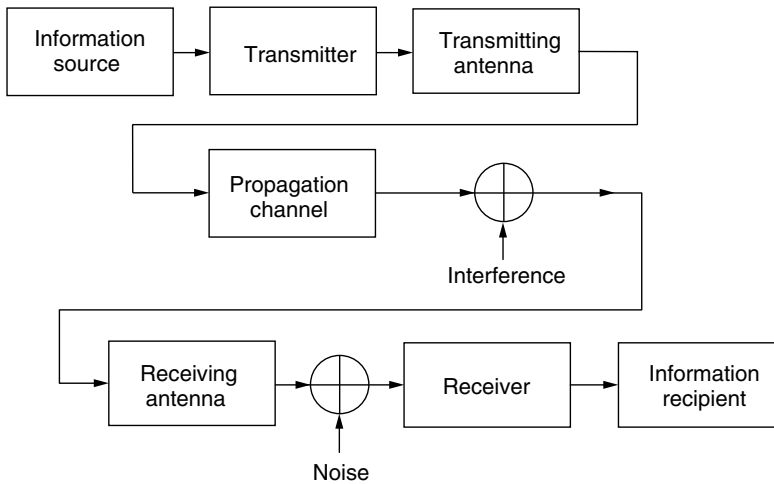 Information
source
Transmitter
Transmitting
antenna
Propagation
channel
Interference
Receiving
antenna
Receiver
Information
recipient
Noise